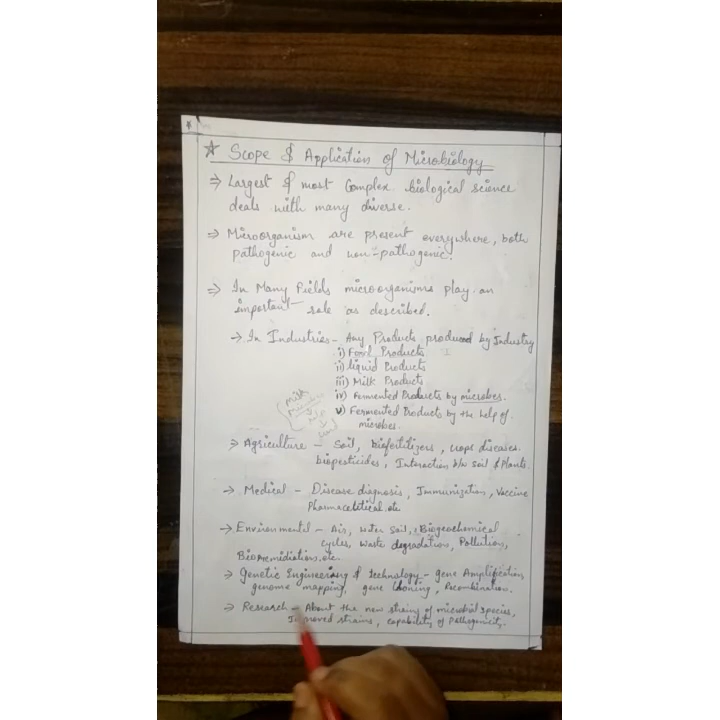 ☆ Scope & Applications of Microbiology
⇒ Largest & most complex biological science
deals with many diverse.
⇒ Microorganism are present everywhere, both
pathogenic and non-pathogenic.
⇒ In Many Fields microorganisms play an
important role as described.
→ In Industries - Any Products produced by Industry
i) Food Products
ii) liquid Products
iii) Milk Products
iv) Fermented Products by microbes.
v) Fermented Products by the help of
microbes.
Milk
→ Agriculture - Soil, biofertilizers, crops diseases.
biopesticides, Interaction b/w soil & Plants.
→ Medical - Disease diagnosis, Immunization, Vaccine
Pharmaceutical.etc
→ Environmental - Air, water soil, Biogeochemical
cycles, waste degradation, Pollution,
Bioremidiations.etc.
→ Genetic Engineering & Technology - gene Amplification,
genome mapping, gene cloning, Recombination.
→ Research - About the new strains of microbial species,
Improved strains, capability of Pathogenicity.